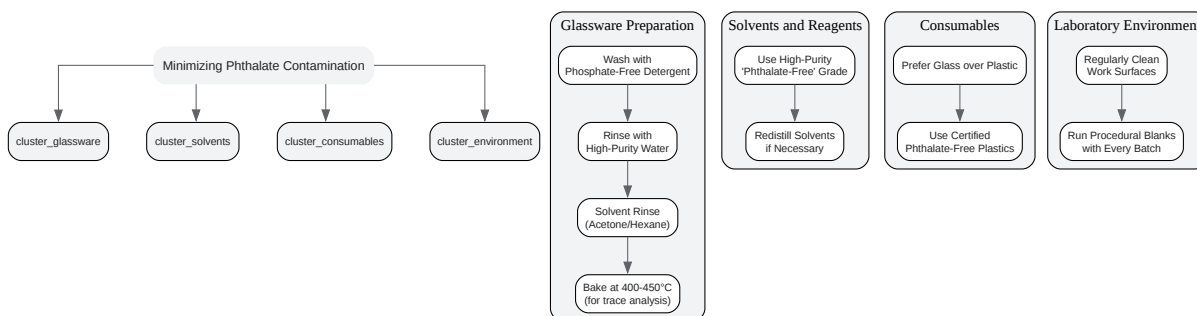 Minimizing Phthalate Contamination
cluster_glassware
cluster_solvents
cluster_consumables
cluster_environment
Glassware Preparation
Wash with
Phosphate-Free Detergent
Rinse with
High-Purity Water
Solvent Rinse
(Acetone/Hexane)
Bake at 400-450°C
(for trace analysis)
Solvents and Reagents
Use High-Purity
'Phthalate-Free' Grade
Redistill Solvents
if Necessary
Consumables
Prefer Glass over Plastic
Use Certified
Phthalate-Free Plastics
Laboratory Environment
Regularly Clean
Work Surfaces
Run Procedural Blanks
with Every Batch